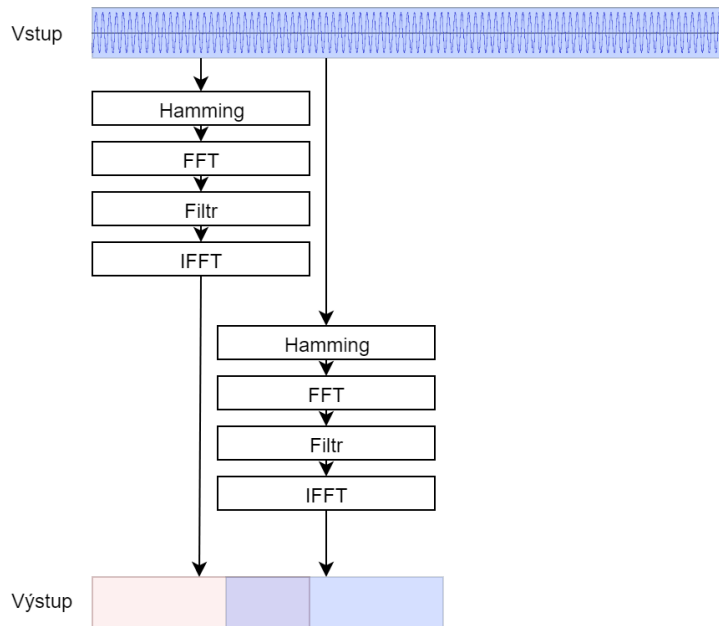 Vstup
Hamming
FFT
Filtr
IFFT
Hamming
FFT
Filtr
IFFT
Výstup